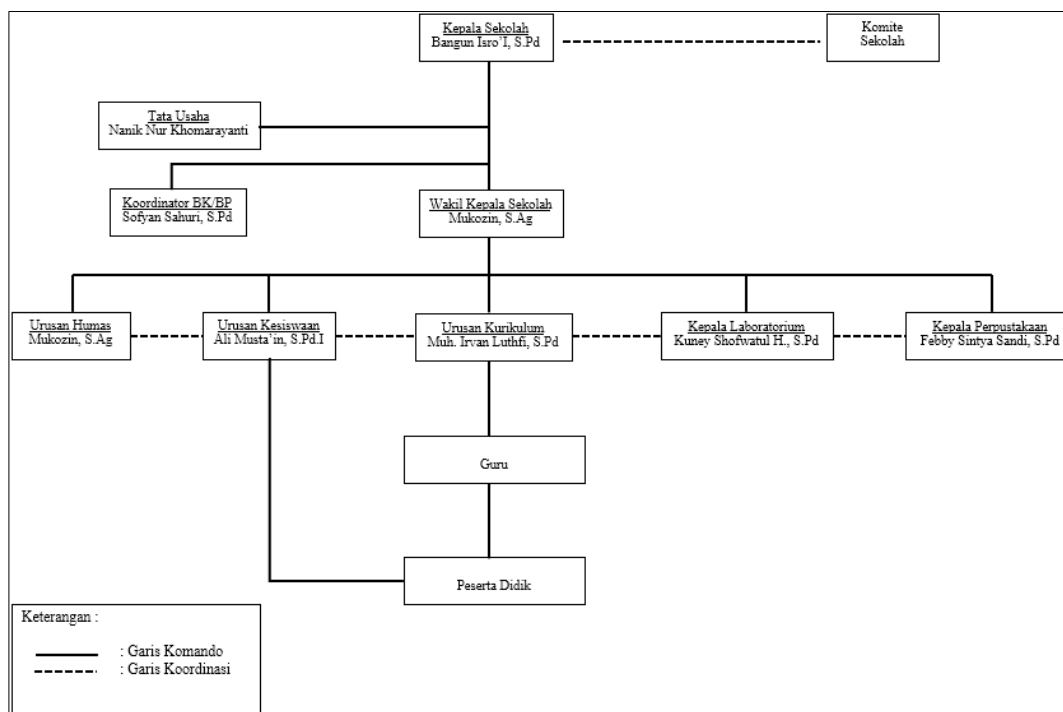 Kepala Sekolah
Bangun Isro’I, S.Pd
Komite
Sekolah
Tata Usaha
Nanik Nur Khomarayanti
Koordinator BK/BP
Sofyan Sahuri, S.Pd
Wakil Kepala Sekolah
Mukozin, S.Ag
Urusan Humas
Mukozin, S.Ag
Urusan Kesiswaan
Ali Musta’in, S.Pd.I
Urusan Kurikulum
Muh. Irvan Luthfi, S.Pd
Kepala Laboratorium
Kuney Shofwatul H., S.Pd
Kepala Perpustakaan
Febby Sintya Sandi, S.Pd
Guru
Peserta Didik
Keterangan :
: Garis Komando
: Garis Koordinasi